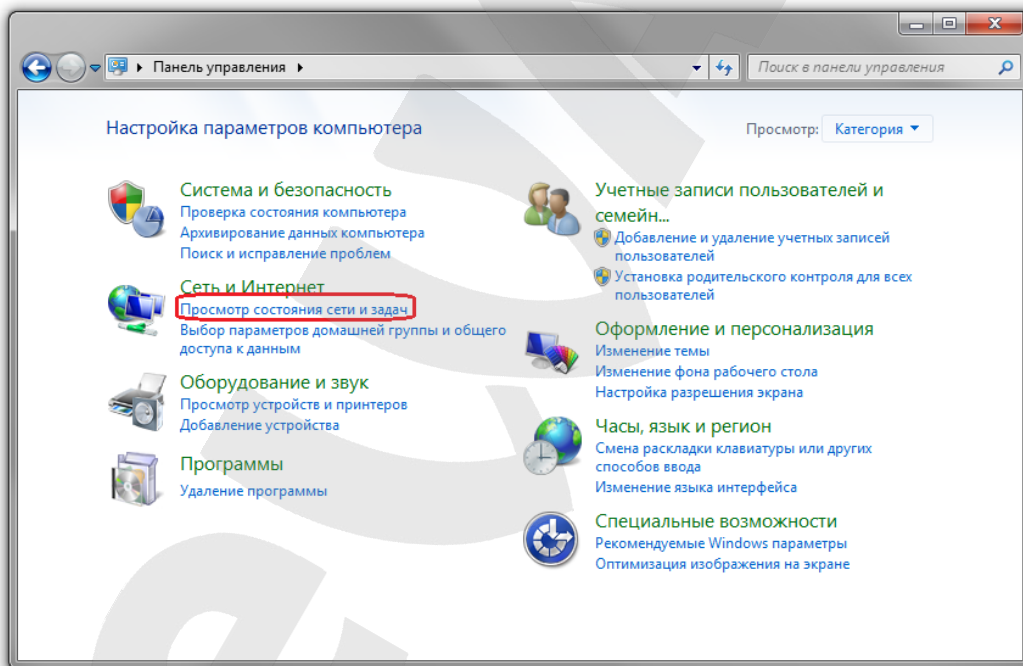 Панель управления
Поиск в панели управления
Настройка параметров компьютера
Просмотр: Категория
Система и безопасность
Проверка состояния компьютера
Архивирование данных компьютера
Поиск и исправление проблем
Сеть и Интернет
Просмотр состояния сети и задач
Выбор параметров домашней группы и общего
доступа к данным
Оборудование и звук
Просмотр устройств и принтеров
Добавление устройства
Программы
Удаление программы
Учетные записи пользователей и
семейн...
Добавление и удаление учетных записей
пользователей
Установка родительского контроля для всех
пользователей
Оформление и персонализация
Изменение темы
Изменение фона рабочего стола
Настройка разрешения экрана
Часы, язык и регион
Смена раскладки клавиатуры или других
способов ввода
Изменение языка интерфейса
Специальные возможности
Рекомендуемые Windows параметры
Оптимизация изображения на экране